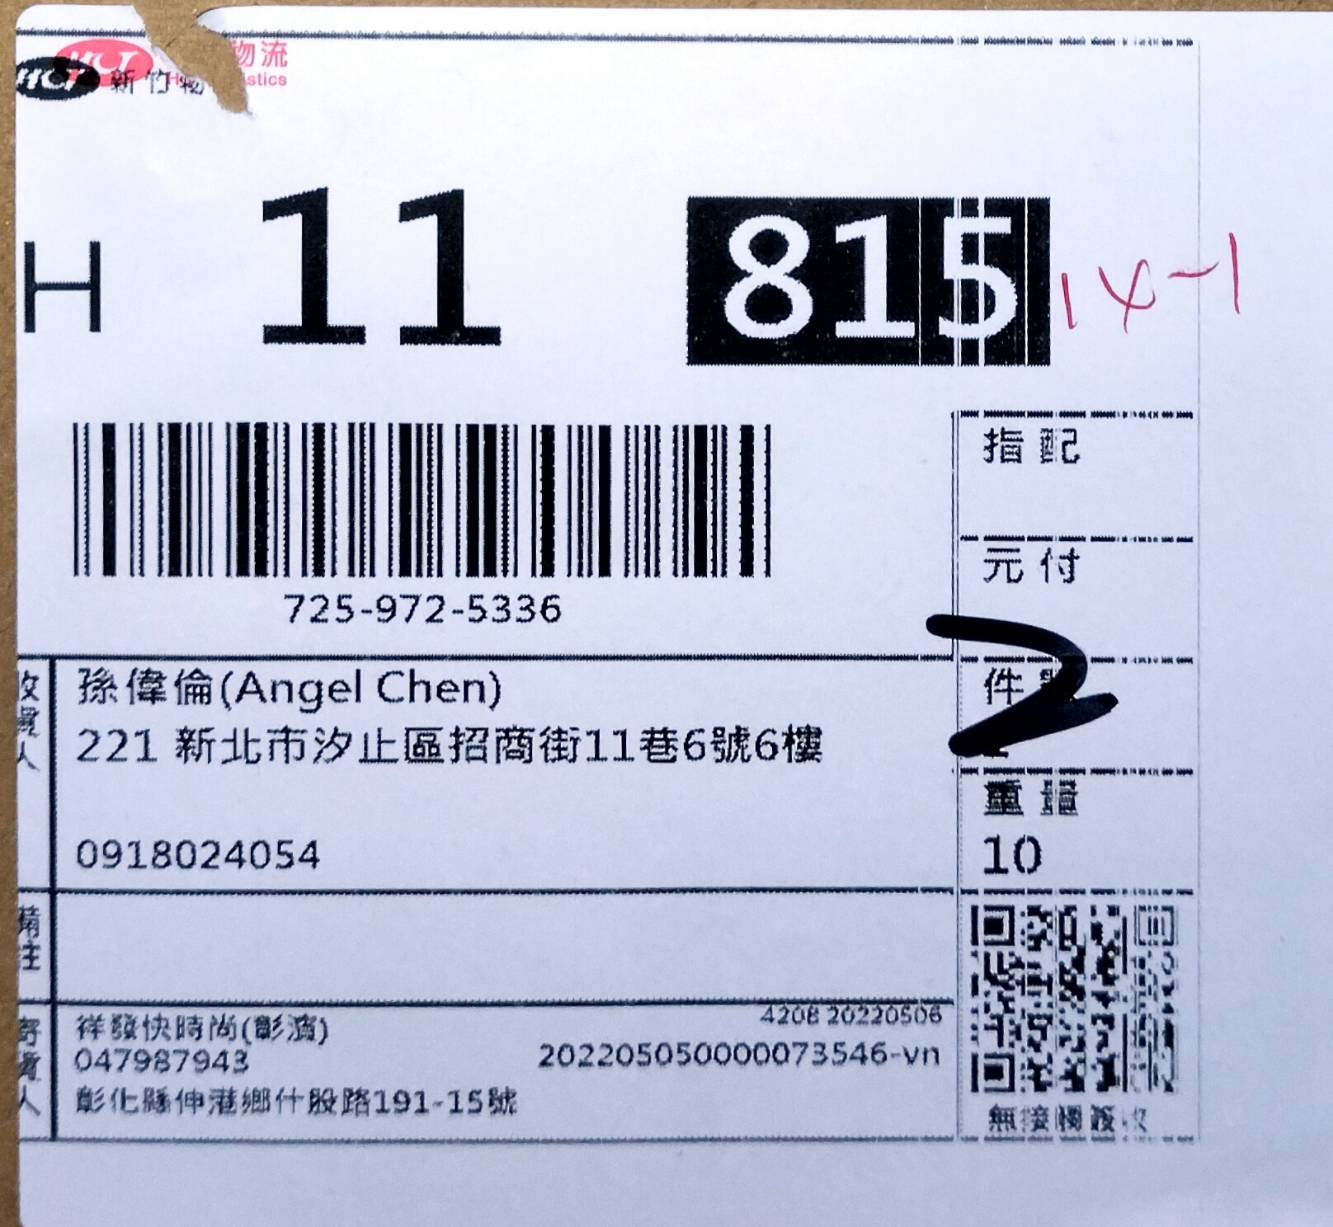 HCT 新竹物
HCT 物流
stics
H 11 815 14-1
725-972-5336
指配
元付
件
2
重量
10
收貨人
孫偉倫(Angel Chen)
221 新北市汐止區招商街11巷6號6樓
0918024054
備註
寄貨人
祥發快時尚(彰濱)
4208 20220506
047987943
202205050000073546-vn
彰化縣伸港鄉什股路191-15號
無接觸簽收